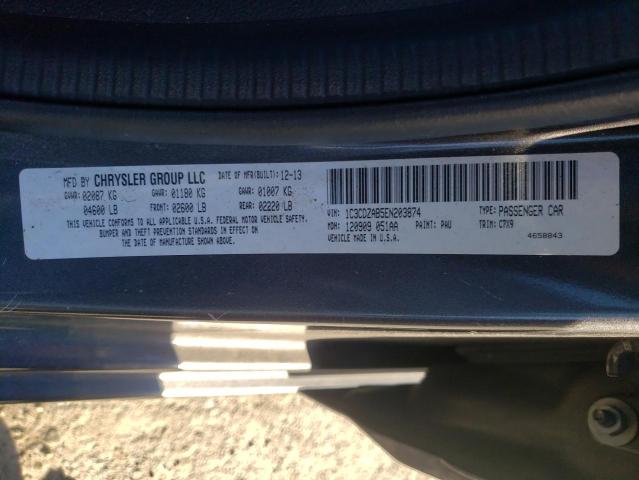 MFD BY CHRYSLER GROUP LLC DATE OF MFR(BUILT): 12-13
GVWR: 02087 KG GAWR: 01180 KG GAWR: 01007 KG
04600 LB FRONT: 02600 LB REAR: 02220 LB
THIS VEHICLE CONFORMS TO ALL APPLICABLE U.S.A. FEDERAL MOTOR VEHICLE SAFETY,
BUMPER AND THEFT PREVENTION STANDARDS IN EFFECT ON
THE DATE OF MANUFACTURE SHOWN ABOVE.
VIN: 1C3CDZAB5EN203874 TYPE: PASSENGER CAR
MDH: 120909 051AA PAINT: PAU TRIM: C7X9
VEHICLE MADE IN U.S.A. 4658843